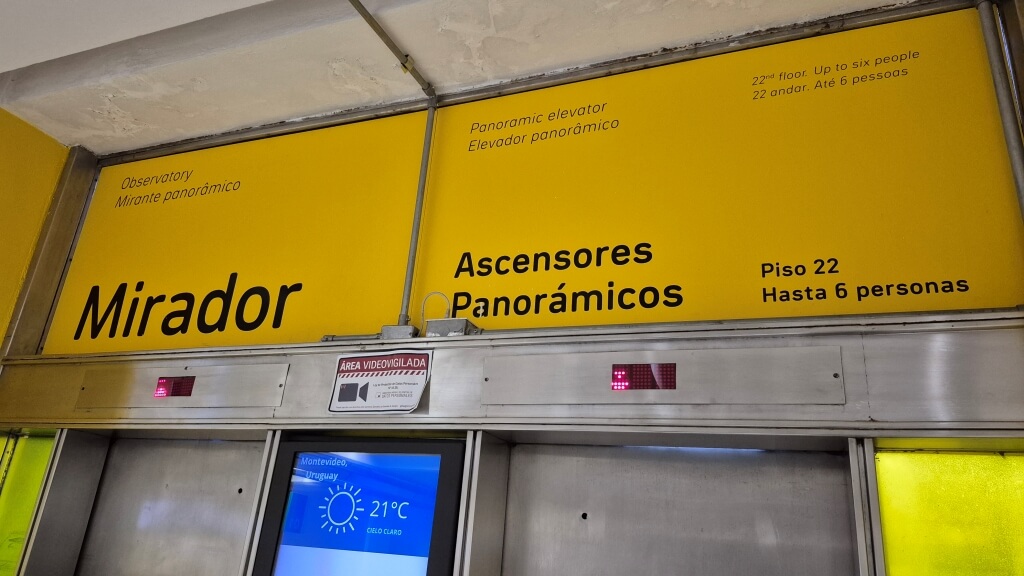 Observatory
Mirante panorâmico
Mirador
Panoramic elevator
Elevador panorâmico
22nd floor. Up to six people
22 andar. Até 6 pessoas
Ascensores
Panorámicos
Piso 22
Hasta 6 personas
ÁREA VIDEOVIGILADA
Montevideo,
Uruguay
21°C
CIELO CLARO